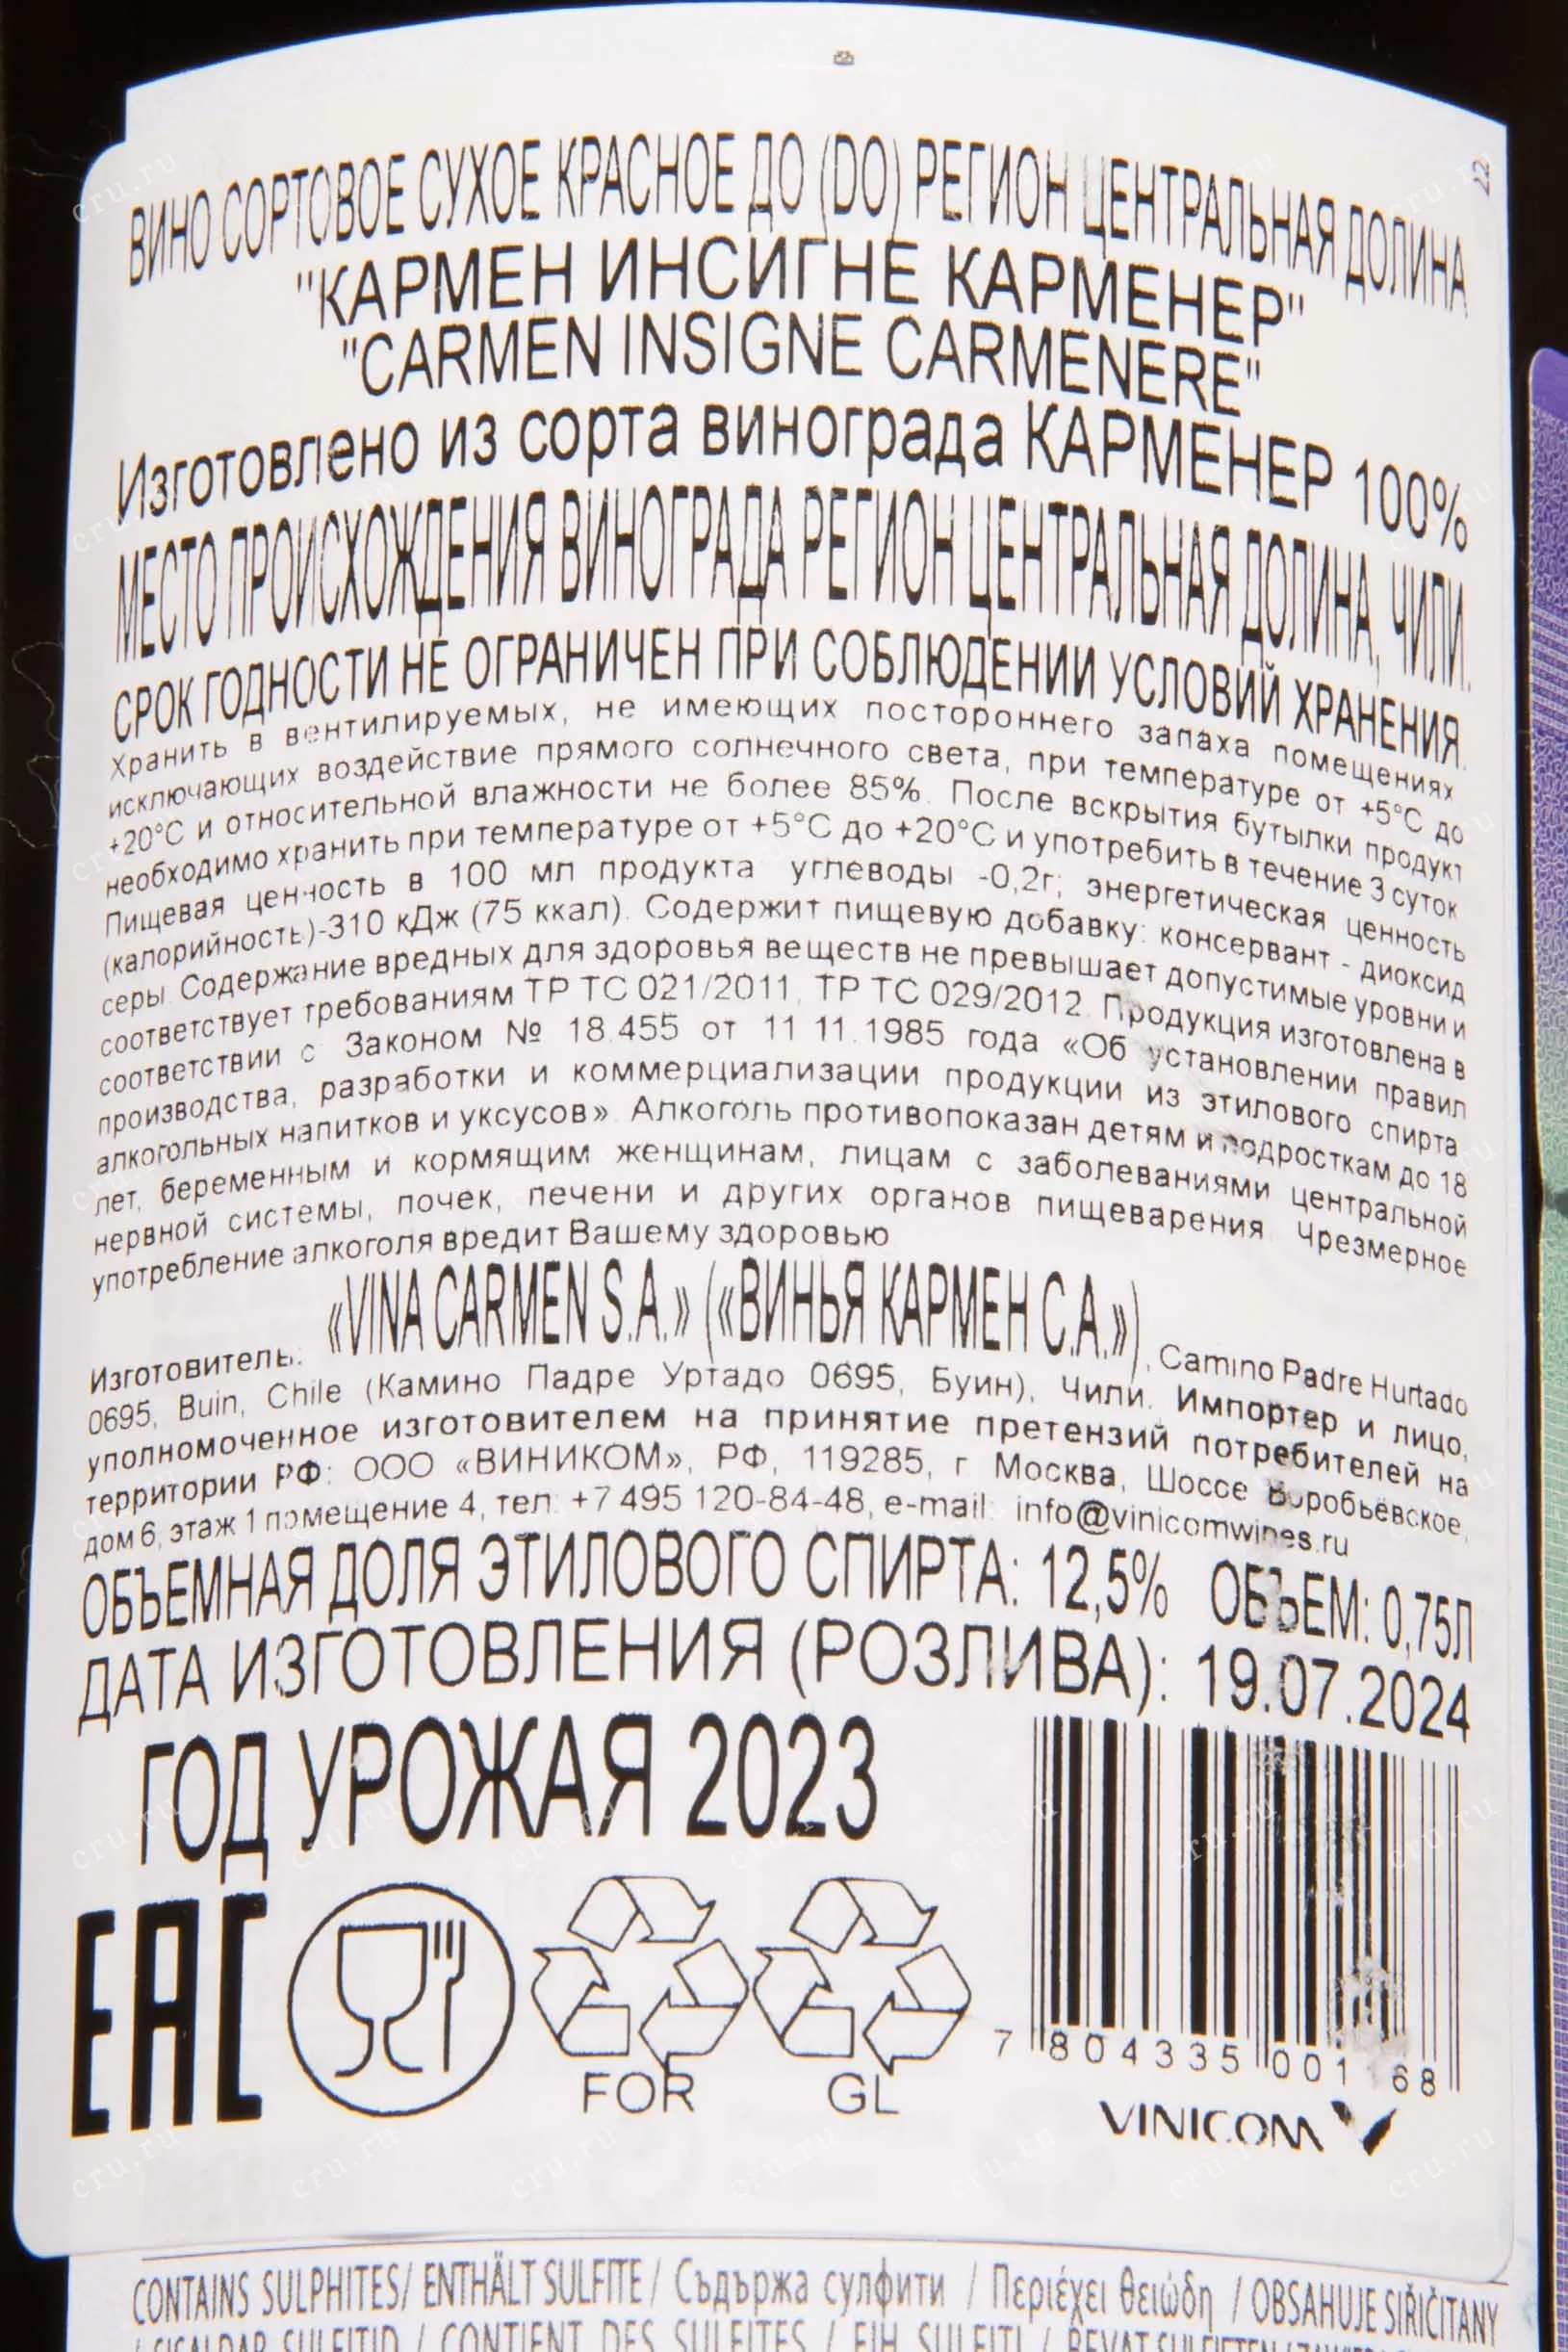 ВИНО СОРТОВОЕ СУХОЕ КРАСНОЕ ДО (DO) РЕГИОН ЦЕНТРАЛЬНАЯ ДОЛИНА
"КАРМЕН ИНСИГНЕ КАРМЕНЕР"
"CARMEN INSIGNE CARMENERE"
Изготовлено из сорта винограда КАРМЕНЕР 100%
МЕСТО ПРОИСХОЖДЕНИЯ ВИНОГРАДА РЕГИОН ЦЕНТРАЛЬНАЯ ДОЛИНА, ЧИЛИ.
СРОК ГОДНОСТИ НЕ ОГРАНИЧЕН ПРИ СОБЛЮДЕНИИ УСЛОВИЙ ХРАНЕНИЯ.
Хранить в вентилируемых, не имеющих постороннего запаха помещениях
исключающих воздействие прямого солнечного света, при температуре от +5°С до
+20°С и относительной влажности не более 85%. После вскрытия бутылки продукт
необходимо хранить при температуре от +5°С до +20°С и употребить в течение 3 суток
Пищевая ценность в 100 мл продукта углеводы -0,2г; энергетическая ценность
(калорийность)-310 кДж (75 ккал). Содержит пищевую добавку: консервант - диоксид
серы. Содержание вредных для здоровья веществ не превышает допустимые уровни и
соответствует требованиям ТР ТС 021/2011, ТР ТС 029/2012. Продукция изготовлена в
соответствии с Законом № 18.455 от 11 11.1985 года «Об установлении правил
производства, разработки и коммерциализации продукции из этилового спирта
алкогольных напитков и уксусов». Алкоголь противопоказан детям и подросткам до 18
лет, беременным и кормящим женщинам, лицам с заболеваниями центральной
нервной системы, почек, печени и других органов пищеварения Чрезмерное
употребление алкоголя вредит Вашему здоровью
Изготовитель: «VINA CARMEN S.A.» («ВИНЬЯ КАРМЕН С.А.»), Camino Padre Hurtado
0695, Buin, Chile (Камино Падре Уртадо 0695, Буин), Чили. Импортер и лицо,
уполномоченное изготовителем на принятие претензий потребителей на
территории РФ: ООО «ВИНИКОМ», РФ, 119285, г. Москва, Шоссе Воробьёвское,
дом 6, этаж 1 помещение 4, тел: +7 495 120-84-48, e-mail: info@vinicomwines.ru
ОБЪЕМНАЯ ДОЛЯ ЭТИЛОВОГО СПИРТА: 12,5% ОБЪЕМ: 0,75Л
ДАТА ИЗГОТОВЛЕНИЯ (РОЗЛИВА): 19.07.2024
ГОД УРОЖАЯ 2023
EAC
FOR GL
7 804335 001 68
VINICOM
CONTAINS SULPHITES/ ENTHÄLT SULFITE / Съдържа сулфити / Περιέχει θειώδη / OBSAHUJE SIŘIČITANY
/ CONTIENT DES SULFITES /